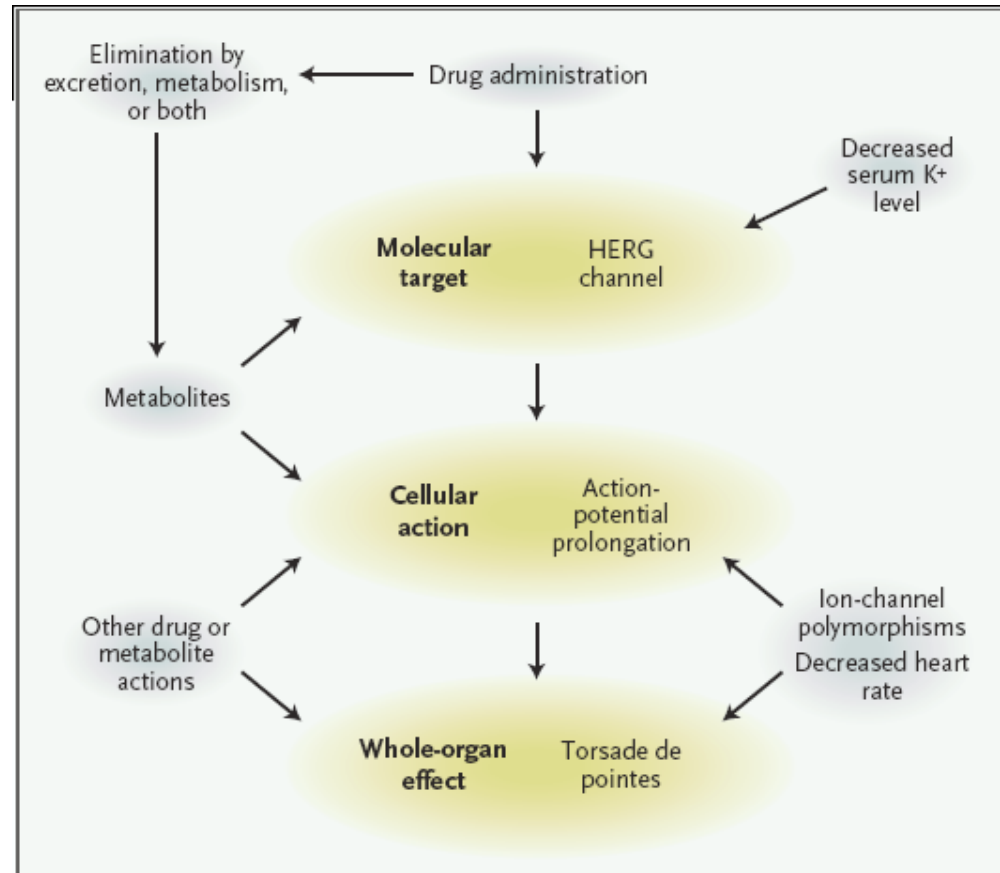 Elimination by
excretion, metabolism,
or both
Drug administration
Decreased
serum K+
level
Molecular
target
HERG
channel
Metabolites
Cellular
action
Action-
potential
prolongation
Other drug or
metabolite
actions
Ion-channel
polymorphisms
Decreased heart
rate
Whole-organ
effect
Torsade de
pointes